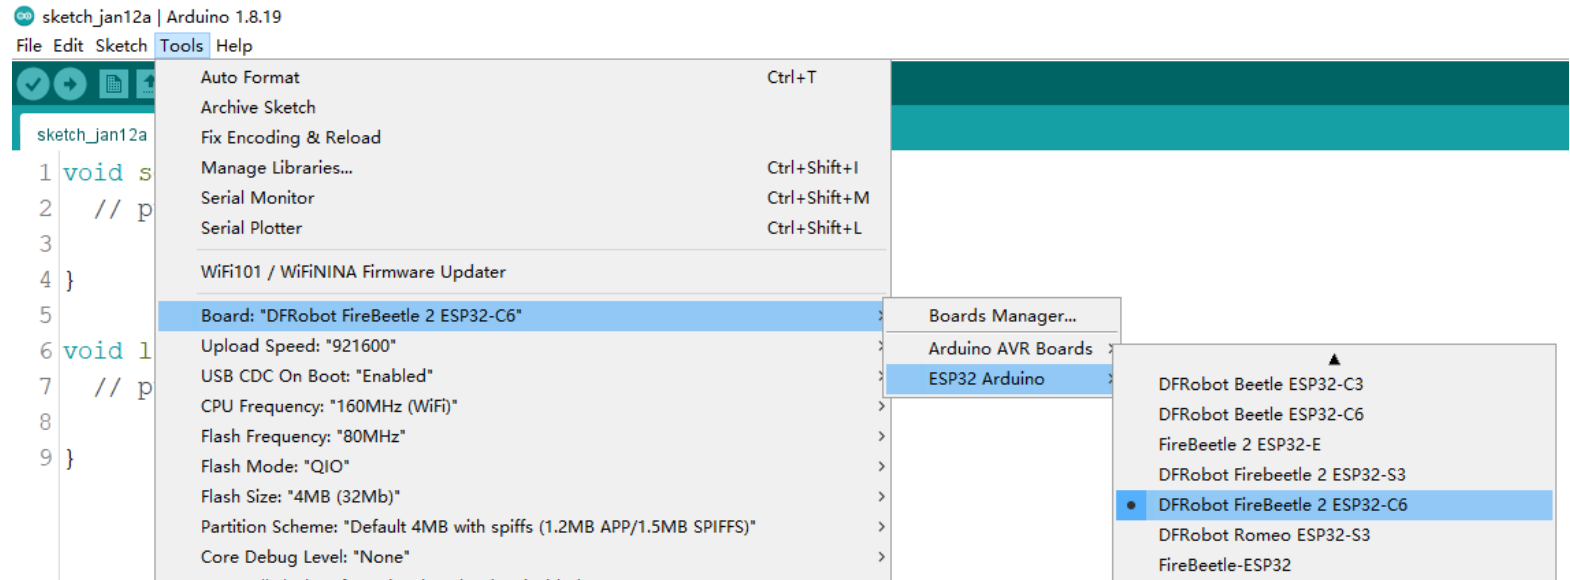 sketch_jan12a | Arduino 1.8.19
File Edit Sketch Tools Help
Auto Format Ctrl+T
Archive Sketch
Fix Encoding & Reload
Manage Libraries... Ctrl+Shift+I
Serial Monitor Ctrl+Shift+M
Serial Plotter Ctrl+Shift+L
WiFi101 / WiFiNINA Firmware Updater
Board: "DFRobot FireBeetle 2 ESP32-C6"
Upload Speed: "921600"
USB CDC On Boot: "Enabled"
CPU Frequency: "160MHz (WiFi)"
Flash Frequency: "80MHz"
Flash Mode: "QIO"
Flash Size: "4MB (32Mb)"
Partition Scheme: "Default 4MB with spiffs (1.2MB APP/1.5MB SPIFFS)"
Core Debug Level: "None"
Boards Manager...
Arduino AVR Boards
ESP32 Arduino
DFRobot Beetle ESP32-C3
DFRobot Beetle ESP32-C6
FireBeetle 2 ESP32-E
DFRobot Firebeetle 2 ESP32-S3
DFRobot FireBeetle 2 ESP32-C6
DFRobot Romeo ESP32-S3
FireBeetle-ESP32
sketch_jan12a
1 void s
2 // p
3
4 }
5
6 void l
7 // p
8
9 }